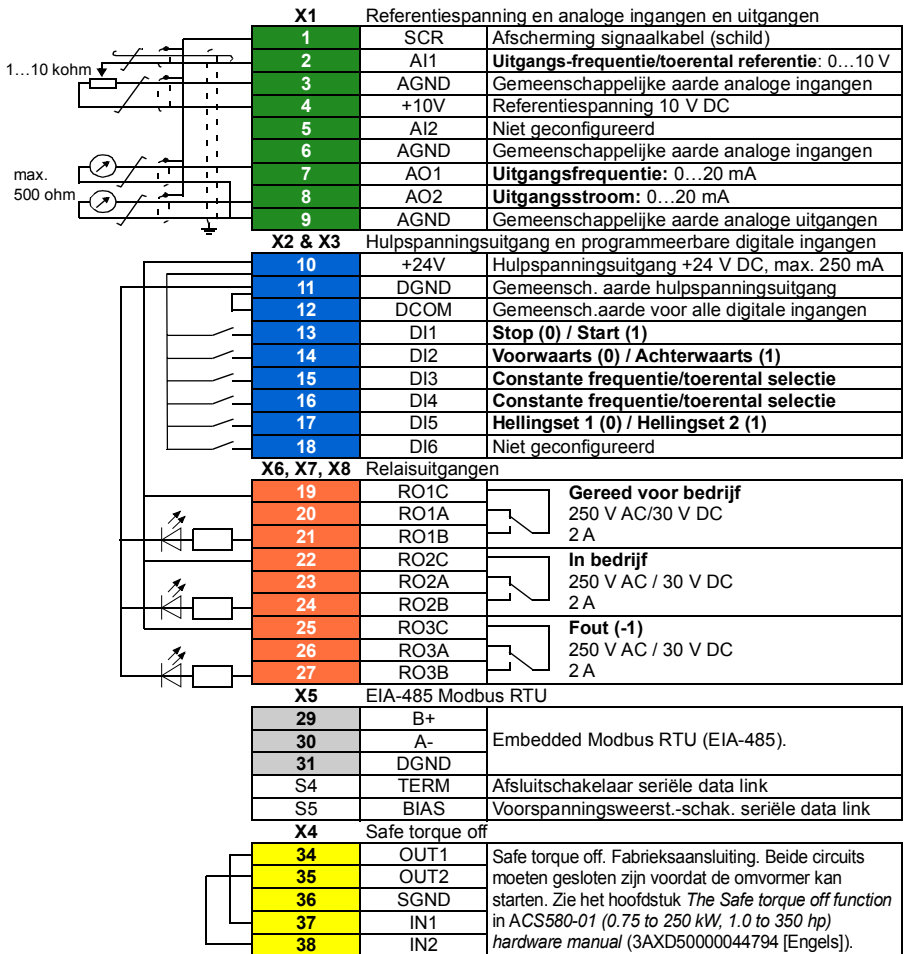 X1 Referentiespanning en analoge ingangen en uitgangen
1 SCR Afscherming signaalkabel (schild)
2 AI1 Uitgangs-frequentie/toerental referentie: 0…10 V
1…10 kohm
3 AGND Gemeenschappelijke aarde analoge ingangen
4 +10V Referentiespanning 10 V DC
5 AI2 Niet geconfigureerd
6 AGND Gemeenschappelijke aarde analoge ingangen
max.
500 ohm
7 AO1 Uitgangsfrequentie: 0…20 mA
8 AO2 Uitgangsstroom: 0…20 mA
9 AGND Gemeenschappelijke aarde analoge uitgangen
X2 & X3 Hulpspanningsuitgang en programmeerbare digitale ingangen
10 +24V Hulpspanningsuitgang +24 V DC, max. 250 mA
11 DGND Gemeensch. aarde hulpspanningsuitgang
12 DCOM Gemeensch.aarde voor alle digitale ingangen
13 DI1 Stop (0) / Start (1)
14 DI2 Voorwaarts (0) / Achterwaarts (1)
15 DI3 Constante frequentie/toerental selectie
16 DI4 Constante frequentie/toerental selectie
17 DI5 Hellingset 1 (0) / Hellingset 2 (1)
18 DI6 Niet geconfigureerd
X6, X7, X8 Relaisuitgangen
19 RO1C Gereed voor bedrijf
20 RO1A 250 V AC/30 V DC
21 RO1B 2 A
22 RO2C In bedrijf
23 RO2A 250 V AC / 30 V DC
24 RO2B 2 A
25 RO3C Fout (-1)
26 RO3A 250 V AC / 30 V DC
27 RO3B 2 A
X5 EIA-485 Modbus RTU
29 B+
30 A- Embedded Modbus RTU (EIA-485).
31 DGND
S4 TERM Afsluitschakelaar seriële data link
S5 BIAS Voorspanningsweerst.-schak. seriële data link
X4 Safe torque off
34 OUT1 Safe torque off. Fabrieksaansluiting. Beide circuits
35 OUT2 moeten gesloten zijn voordat de omvormer kan
36 SGND starten. Zie het hoofdstuk The Safe torque off function
37 IN1 in ACS580-01 (0.75 to 250 kW, 1.0 to 350 hp)
38 IN2 hardware manual (3AXD50000044794 [Engels]).